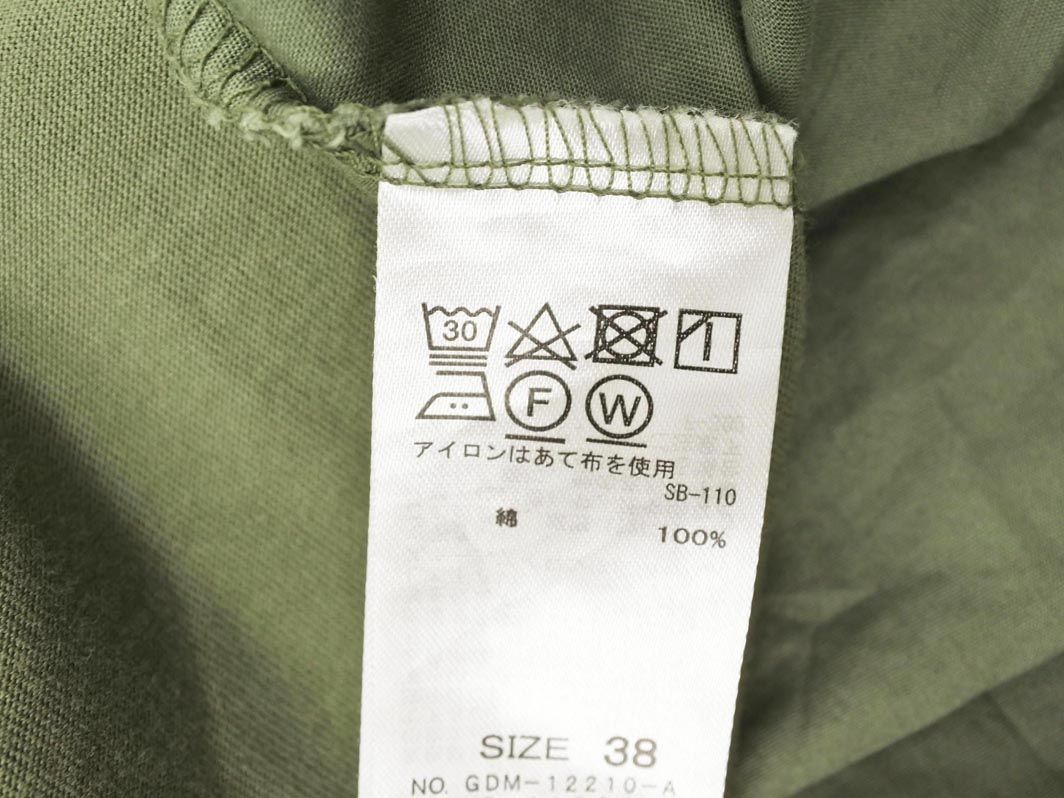 30
F W
アイロンはあて布を使用
SB-110
綿 100%
SIZE 38
NO. GDM-12210-A